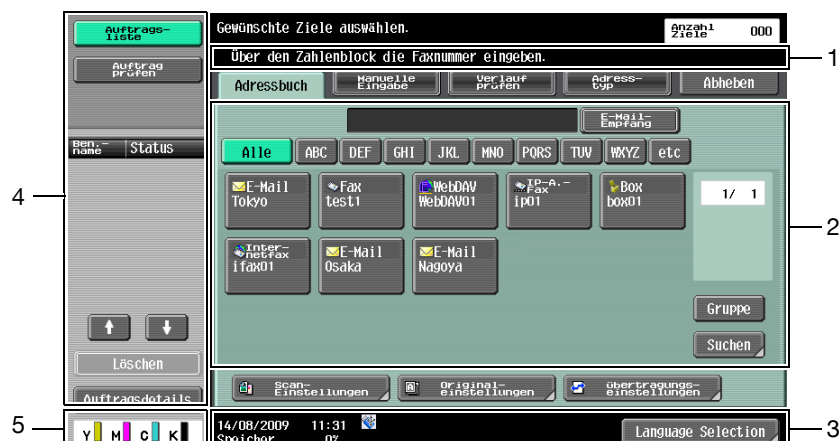 Auftrags-
liste
Auftrag
prüfen
Ben.-
name
Status
Löschen
Auftragsdetails
Y M C K
Gewünschte Ziele auswählen.
Anzahl
Ziele
000
Über den Zahlenblock die Faxnummer eingeben.
Adressbuch
Manuelle
Eingabe
Verlauf
prüfen
Adress-
typ
Abheben
E-Mail-
Empfang
Alle ABC DEF GHI JKL MNO PQRS TUV WXYZ etc
E-Mail
Tokyo
Fax
test1
WebDAV
WebDAV01
IP-A.-
Fax
ip01
Box
box01
1/ 1
Inter-
netfax
ifax01
E-Mail
Osaka
E-Mail
Nagoya
Gruppe
Suchen
Scan-
Einstellungen
Original-
einstellungen
übertragungs-
einstellungen
14/08/2009 11:31
Speicher 0%
Language Selection
1
2
3
4
5